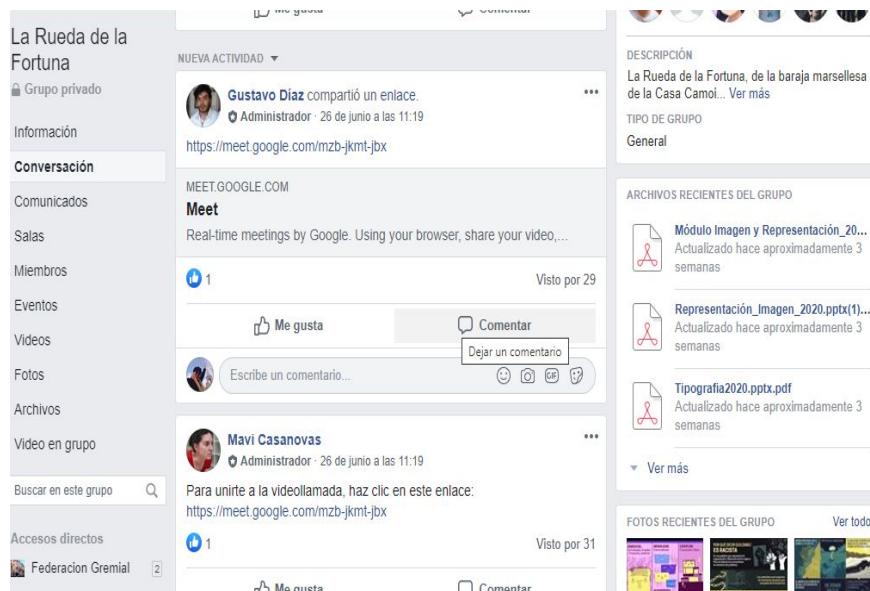 La Rueda de la
Fortuna
Grupo privado
Información
Conversación
Comunicados
Salas
Miembros
Eventos
Videos
Fotos
Archivos
Video en grupo
Buscar en este grupo
Accesos directos
Federacion Gremial 2
Me gusta Comentar
NUEVA ACTIVIDAD
Gustavo Díaz compartió un enlace.
Administrador · 26 de junio a las 11:19
https://meet.google.com/mzb-jkmt-jbx
MEET.GOOGLE.COM
Meet
Real-time meetings by Google. Using your browser, share your video,...
1 Visto por 29
Me gusta Comentar
Dejar un comentario
Escribe un comentario... GIF
Mavi Casanovas
Administrador · 26 de junio a las 11:19
Para unirte a la videollamada, haz clic en este enlace:
https://meet.google.com/mzb-jkmt-jbx
1 Visto por 31
Me gusta Comentar
DESCRIPCIÓN
La Rueda de la Fortuna, de la baraja marsellesa
de la Casa Camoi... Ver más
TIPO DE GRUPO
General
ARCHIVOS RECIENTES DEL GRUPO
Módulo Imagen y Representación_20...
Actualizado hace aproximadamente 3
semanas
Representación_Imagen_2020.pptx(1)...
Actualizado hace aproximadamente 3
semanas
Tipografia2020.pptx.pdf
Actualizado hace aproximadamente 3
semanas
Ver más
FOTOS RECIENTES DEL GRUPO Ver todo
ES RACISTA